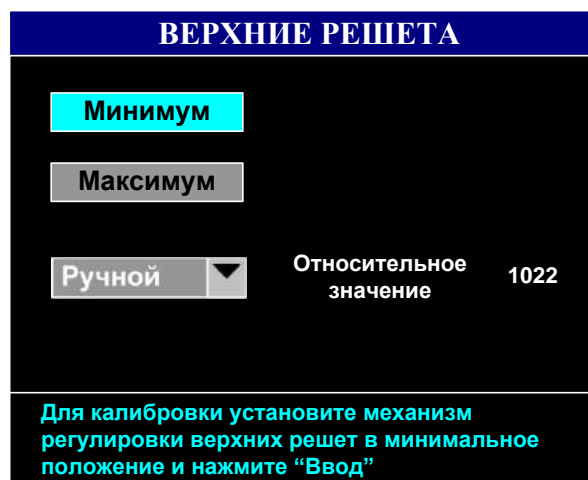 ВЕРХНИЕ РЕШЕТА
Минимум
Максимум
Ручной
Относительное
значение
1022
Для калибровки установите механизм
регулировки верхних решет в минимальное
положение и нажмите “Ввод”